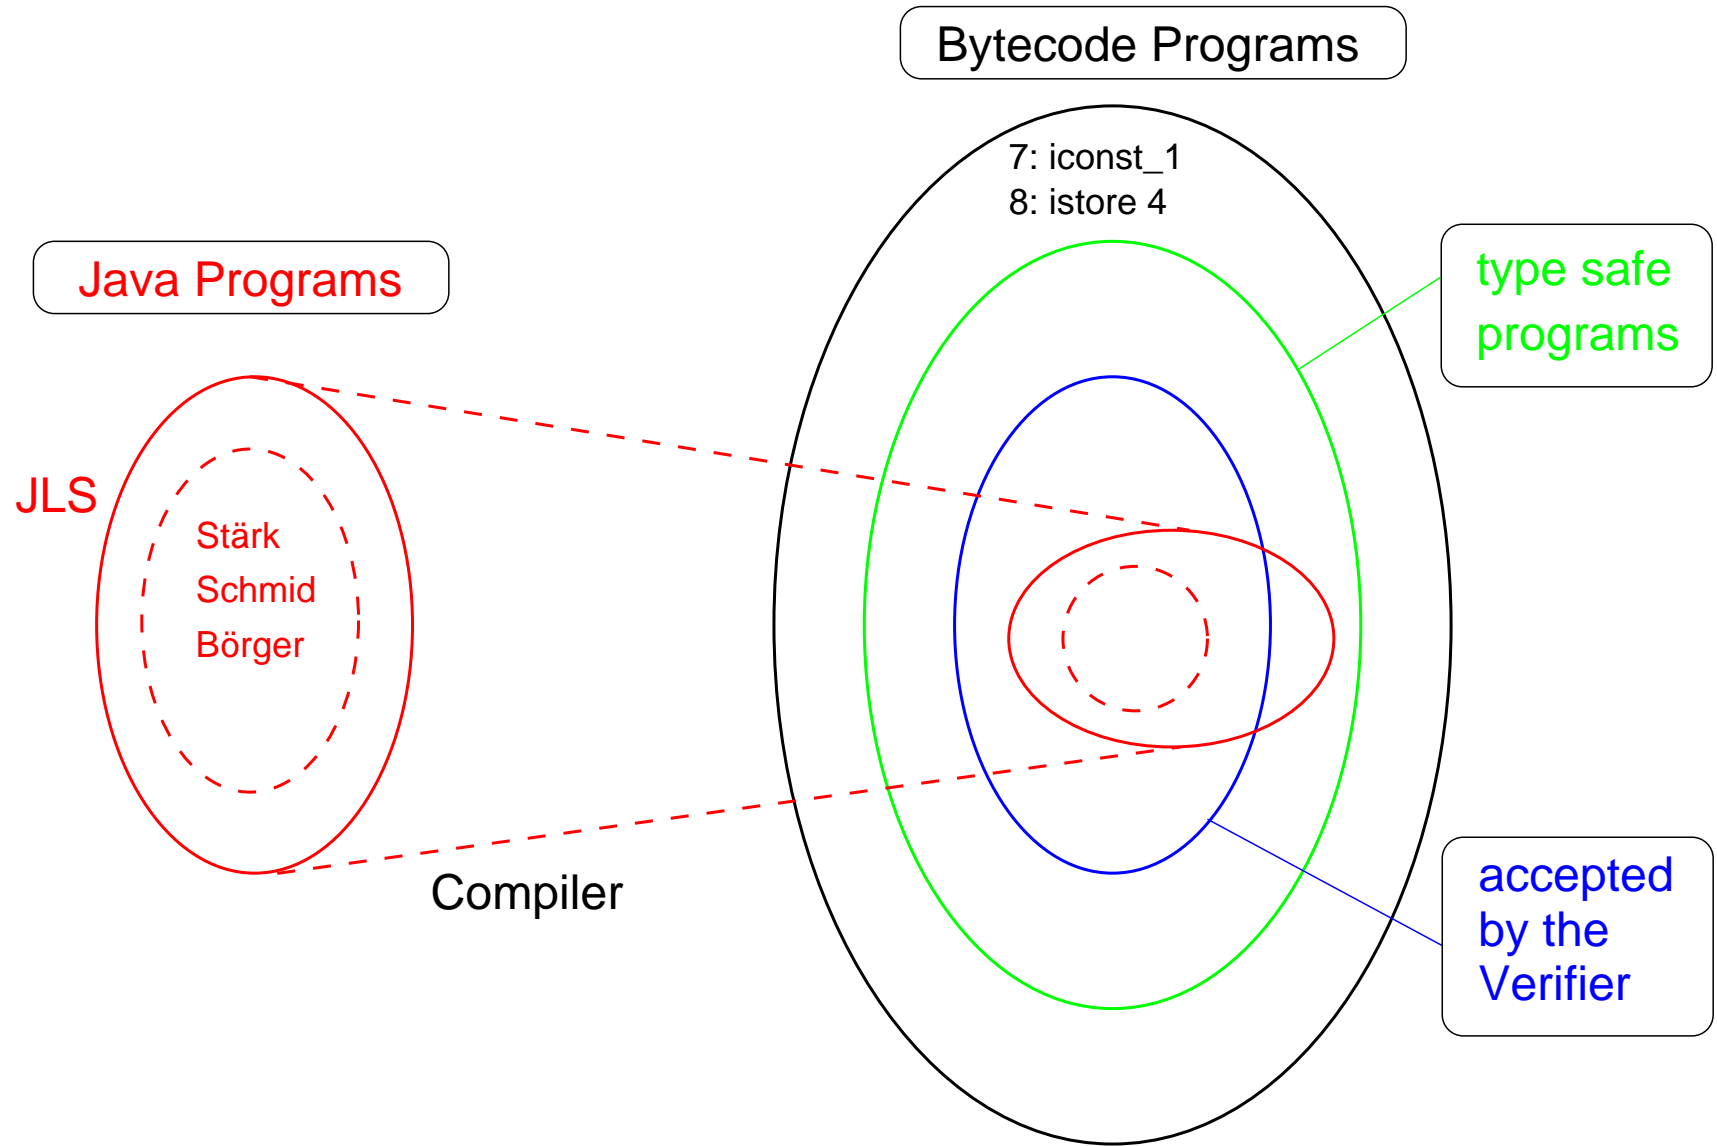 Bytecode Programs
7: iconst_1
8: istore 4
type safe
programs
Java Programs
JLS
Stärk
Schmid
Börger
Compiler
accepted
by the
Verifier